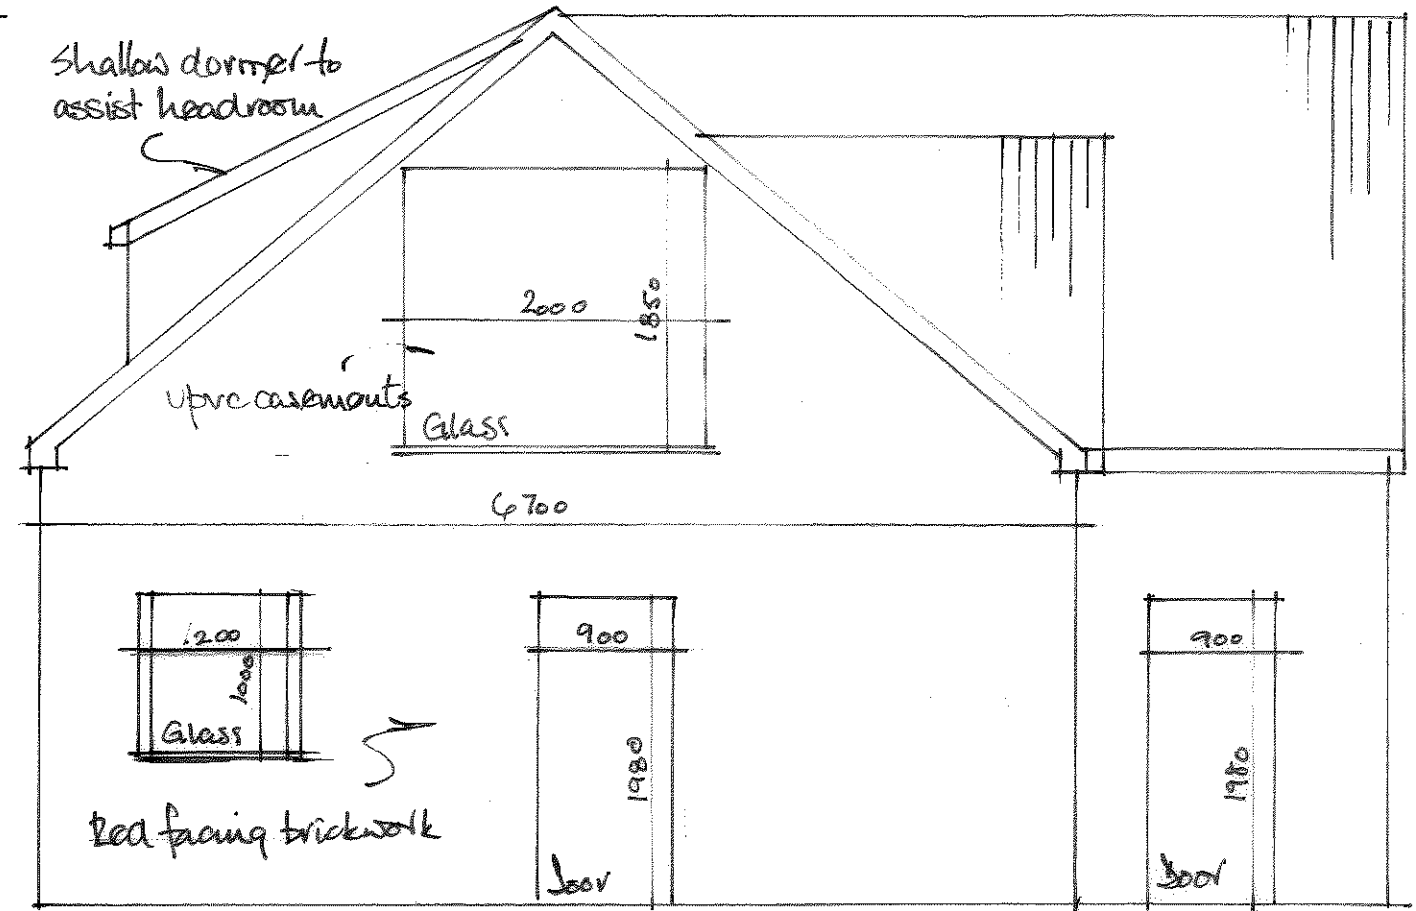 Shallow dormer to
assist headroom
2000
1850
upvc casements
Glass
6700
1200
1000
Glass
900
1980
Door
900
1980
Door
Red facing brickwork